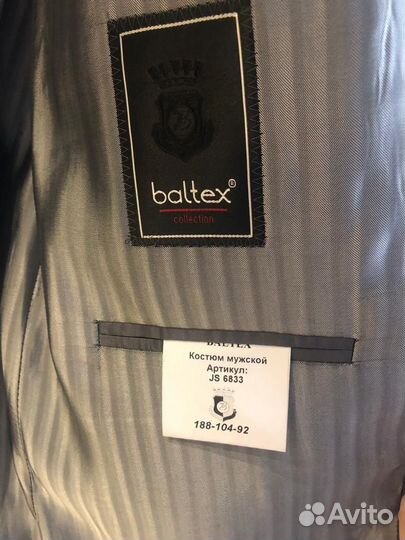 baltex®
collection
BALTEX
Костюм мужской
Артикул:
JS 6833
188-104-92
Avito